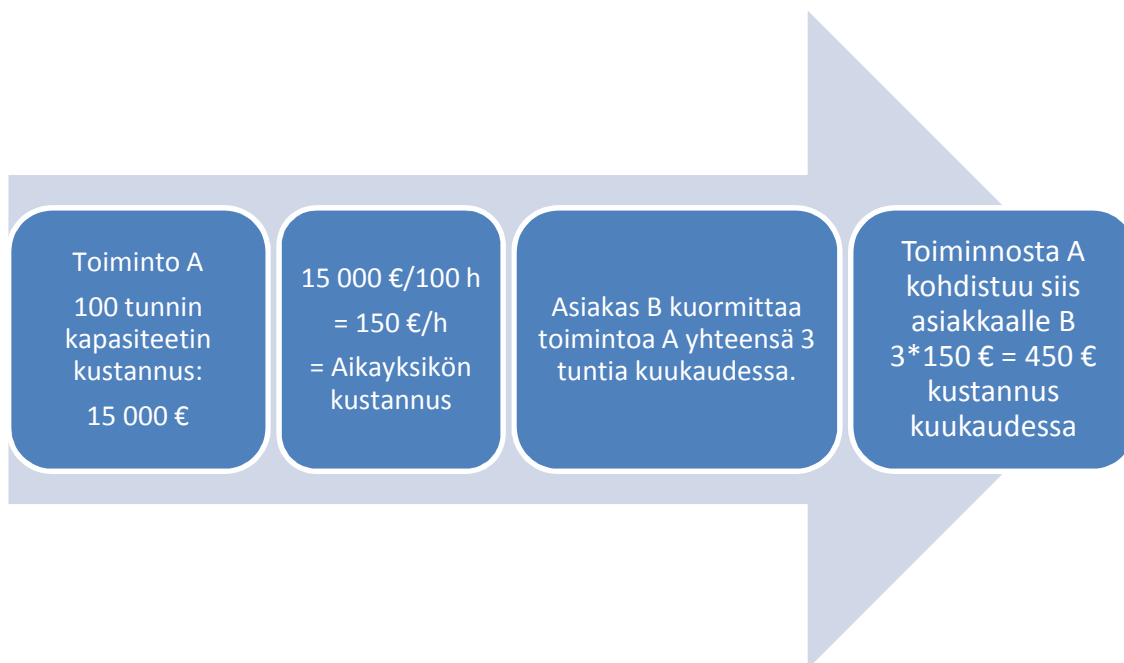 Toiminto A
100 tunnin
kapasiteetin
kustannus:
15 000 €
15 000 €/100 h
= 150 €/h
= Aikayksikön
kustannus
Asiakas B kuormittaa
toimintoa A yhteensä 3
tuntia kuukaudessa.
Toiminnosta A
kohdistuu siis
asiakkaalle B
3*150 € = 450 €
kustannus
kuukaudessa